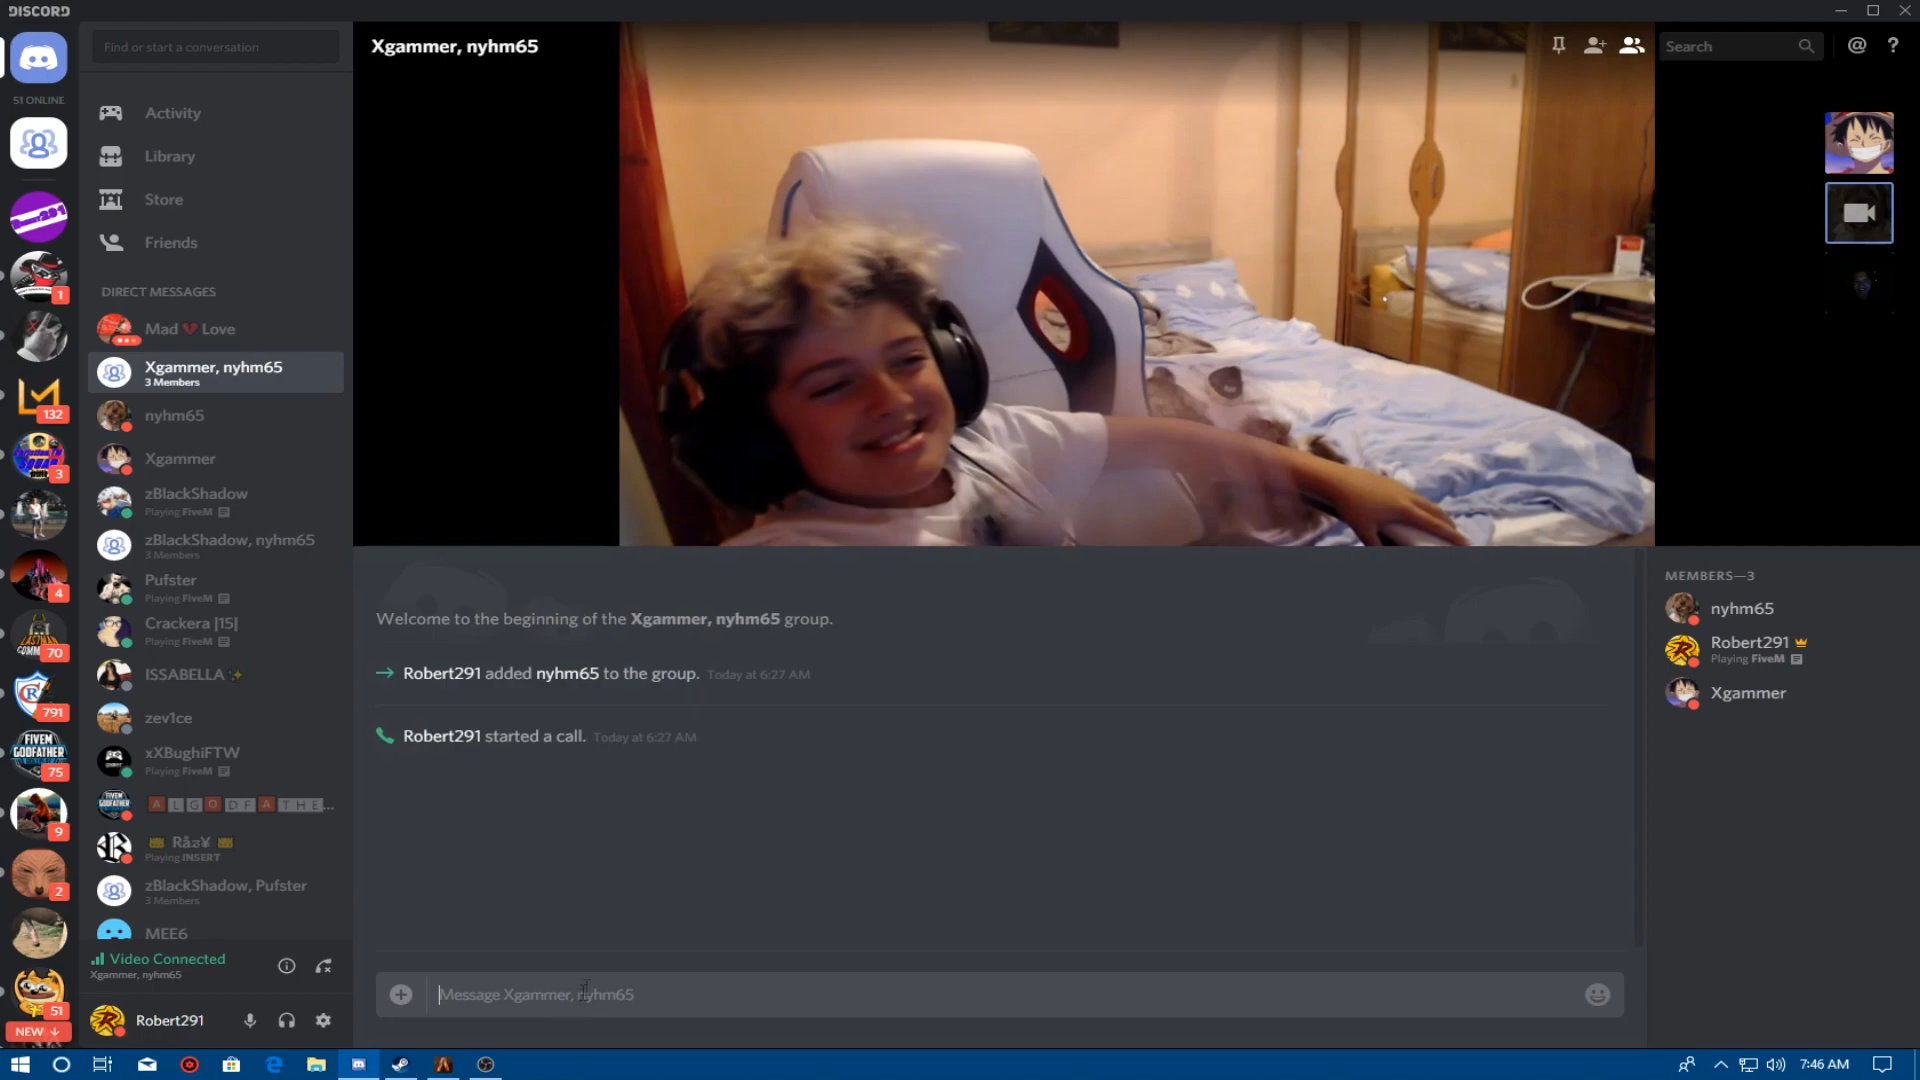 DISCORD
Find or start a conversation
Xgammer, nyhm65
Search
51 ONLINE
Activity
Library
Store
Friends
DIRECT MESSAGES
Mad 💔 Love
Xgammer, nyhm65
3 Members
nyhm65
Xgammer
zBlackShadow
Playing FiveM
zBlackShadow, nyhm65
3 Members
Pufster
Playing FiveM
Crackera |15|
Playing FiveM
ISSABELLA ✨
zev1ce
xXBughiFTW
Playing FiveM
A L G O D F A T H E...
Råz¥
Playing INSERT
zBlackShadow, Pufster
3 Members
MEE6
Video Connected
Xgammer, nyhm65
Robert291
1
132
3
4
70
791
FIVEM
GODFATHER
75
9
2
51
NEW ↓
Welcome to the beginning of the Xgammer, nyhm65 group.
Robert291 added nyhm65 to the group. Today at 6:27 AM
Robert291 started a call. Today at 6:27 AM
Message Xgammer, nyhm65
MEMBERS—3
nyhm65
Robert291
Playing FiveM
Xgammer
7:46 AM